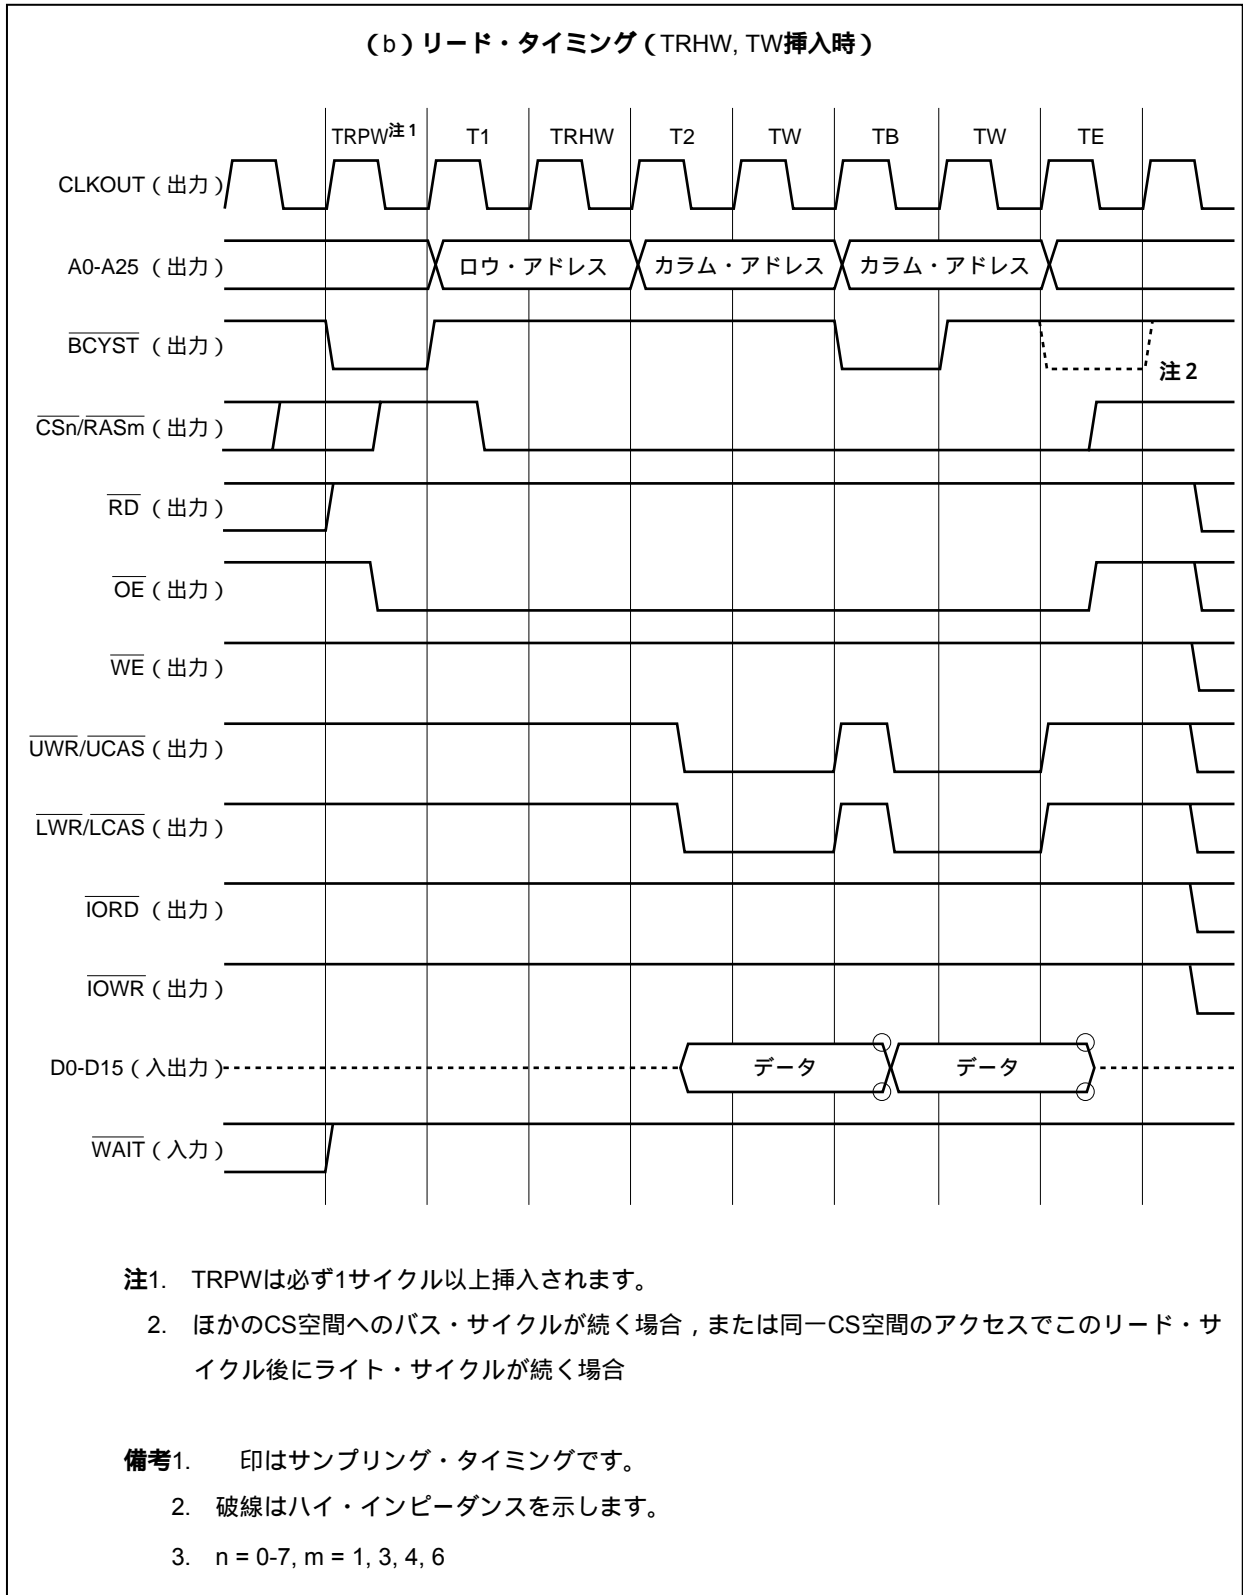 （b）リード・タイミング（TRHW, TW挿入時）
TRPW注1 T1 TRHW T2 TW TB TW TE
CLKOUT（出力）
A0-A25（出力） ロウ・アドレス カラム・アドレス カラム・アドレス
BCYST（出力）
注2
CSn/RASm（出力）
RD（出力）
OE（出力）
WE（出力）
UWR/UCAS（出力）
LWR/LCAS（出力）
IORD（出力）
IOWR（出力）
D0-D15（入出力） データ データ
WAIT（入力）
注1. TRPWは必ず1サイクル以上挿入されます。
2. ほかのCS空間へのバス・サイクルが続く場合，または同一CS空間のアクセスでこのリード・サ
イクル後にライト・サイクルが続く場合
備考1. 印はサンプリング・タイミングです。
2. 破線はハイ・インピーダンスを示します。
3. n = 0-7, m = 1, 3, 4, 6